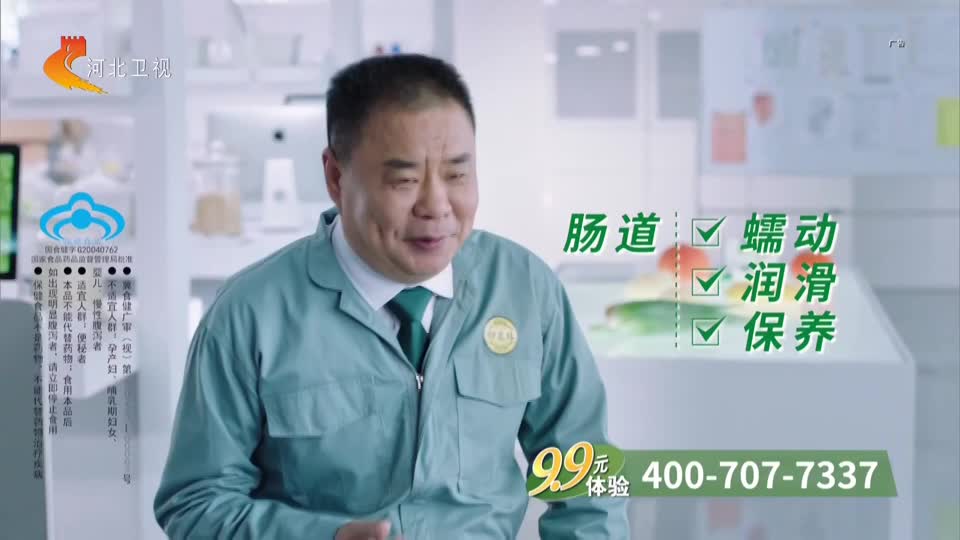 河北卫视
广告
国食健字G20040762
国家食品药品监督管理局批准
冀食健广审（视）第
号
●不适宜人群：孕产妇、哺乳期妇女、
婴儿、慢性腹泻者
●适宜人群：便秘者
●本品不能代替药物；食用本品后
如出现明显腹泻者、请立即停止食用
●保健食品不是药物，不能代替药物治疗疾病
肠道
蠕动
润滑
保养
9.9元
体验
400-707-7337